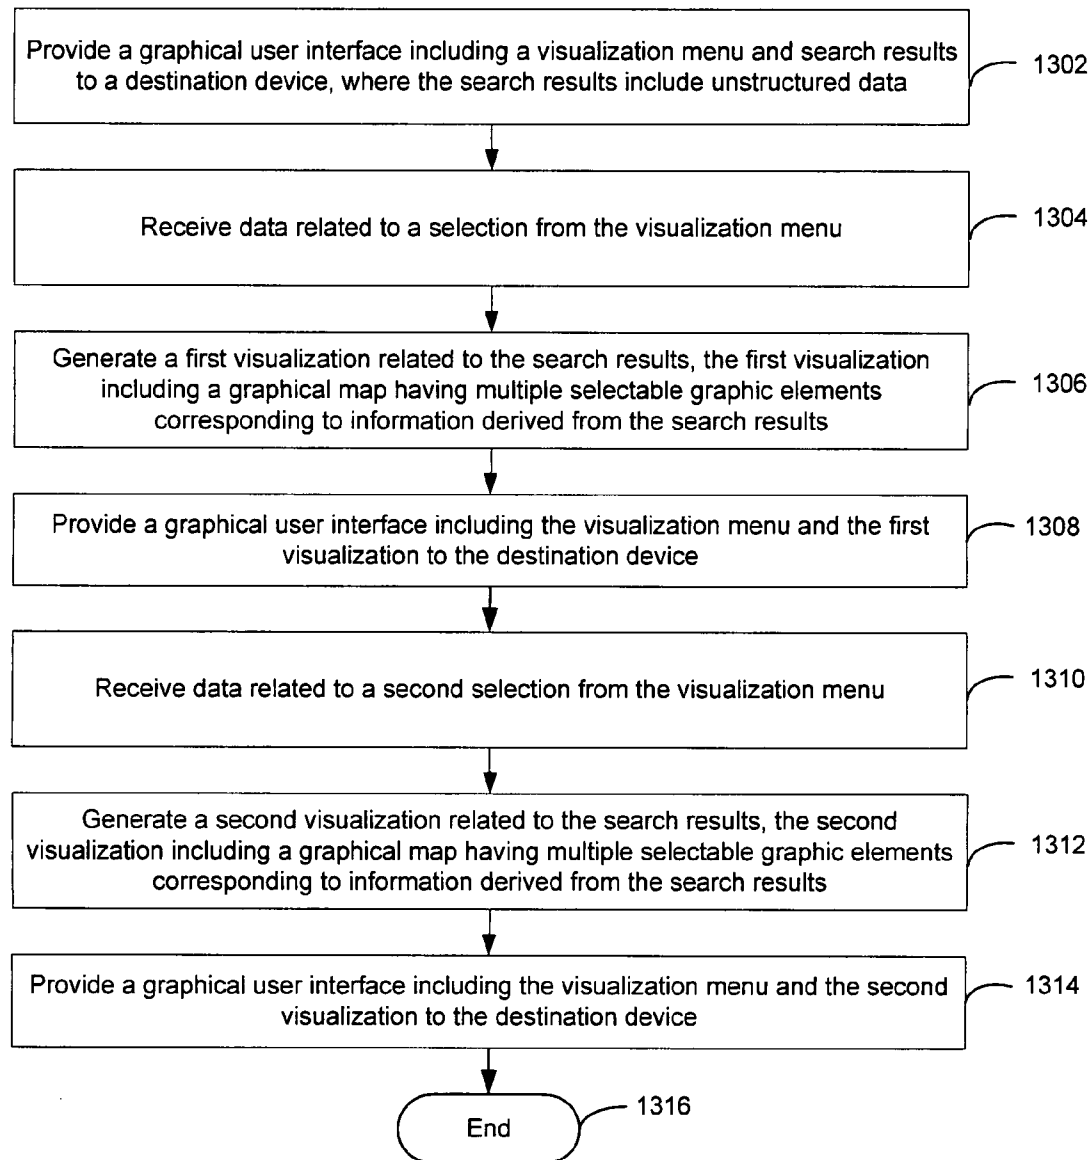 Provide a graphical user interface including a visualization menu and search results
to a destination device, where the search results include unstructured data
1302
Receive data related to a selection from the visualization menu
1304
Generate a first visualization related to the search results, the first visualization
including a graphical map having multiple selectable graphic elements
corresponding to information derived from the search results
1306
Provide a graphical user interface including the visualization menu and the first
visualization to the destination device
1308
Receive data related to a second selection from the visualization menu
1310
Generate a second visualization related to the search results, the second
visualization including a graphical map having multiple selectable graphic elements
corresponding to information derived from the search results
1312
Provide a graphical user interface including the visualization menu and the second
visualization to the destination device
1314
End
1316